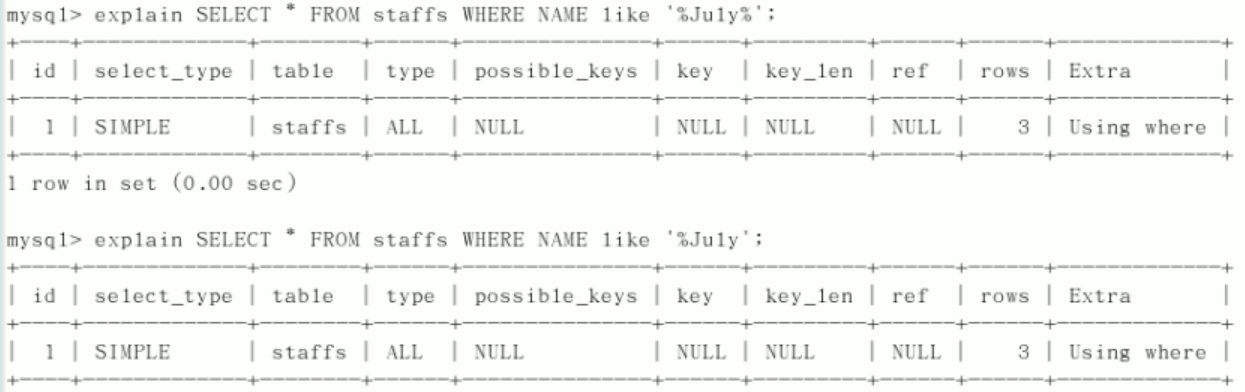 mysql> explain SELECT * FROM staffs WHERE NAME like '%July%';
+----+-------------+--------+------+---------------+------+---------+------+------+-------------+
| id | select_type | table  | type | possible_keys | key  | key_len | ref  | rows | Extra       |
+----+-------------+--------+------+---------------+------+---------+------+------+-------------+
|  1 | SIMPLE      | staffs | ALL  | NULL          | NULL | NULL    | NULL |    3 | Using where |
+----+-------------+--------+------+---------------+------+---------+------+------+-------------+
1 row in set (0.00 sec)
mysql> explain SELECT * FROM staffs WHERE NAME like '%July';
+----+-------------+--------+------+---------------+------+---------+------+------+-------------+
| id | select_type | table  | type | possible_keys | key  | key_len | ref  | rows | Extra       |
+----+-------------+--------+------+---------------+------+---------+------+------+-------------+
|  1 | SIMPLE      | staffs | ALL  | NULL          | NULL | NULL    | NULL |    3 | Using where |
+----+-------------+--------+------+---------------+------+---------+------+------+-------------+